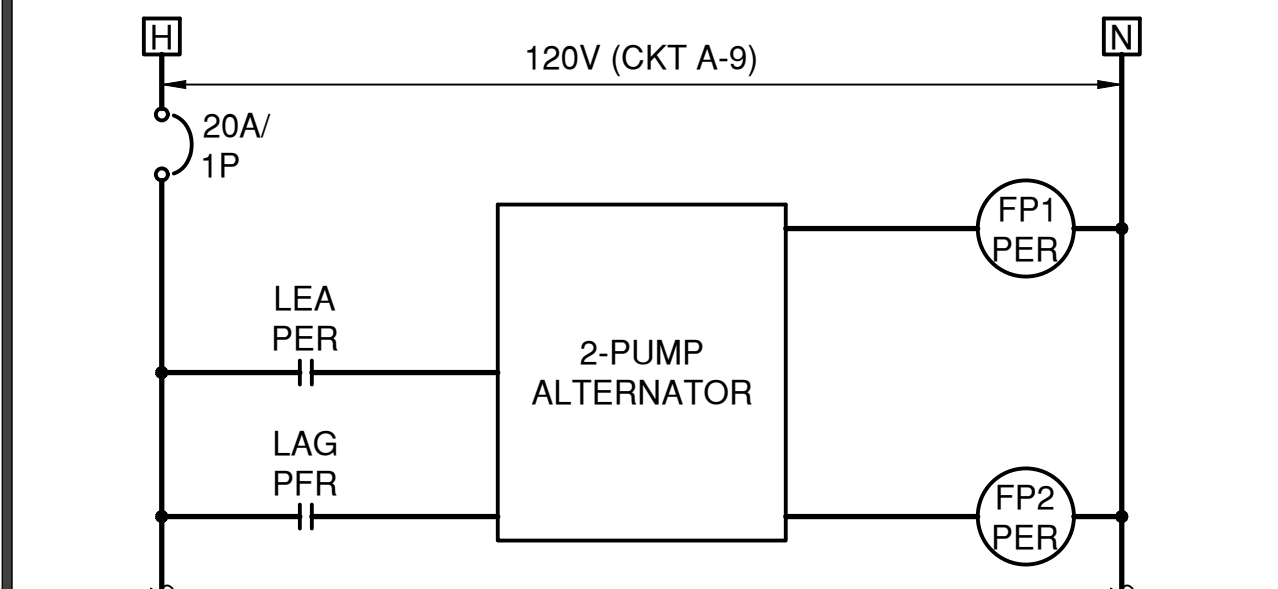 H
N
120V (CKT A-9)
20A/
1P
FP1
PER
LEA
PER
2-PUMP
ALTERNATOR
LAG
PFR
FP2
PER